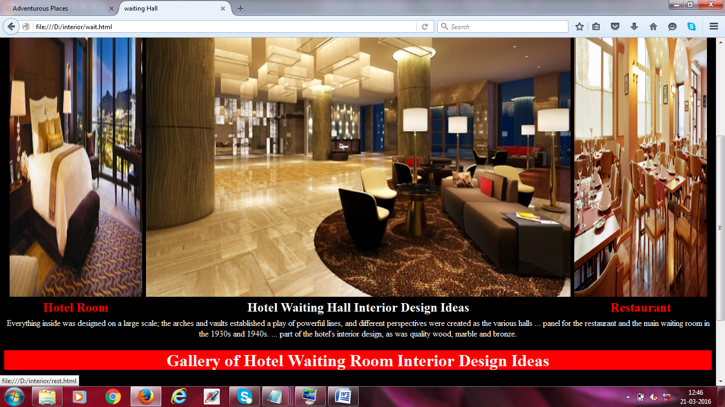 Adventurous Places
waiting Hall
file:///D:/interior/wait.html
Search
Hotel Room
Hotel Waiting Hall Interior Design Ideas
Restaurant
Everything inside was designed on a large scale; the arches and vaults established a play of powerful lines, and different perspectives were created as the various halls ... panel for the restaurant and the main waiting room in
the 1930s and 1940s. ... part of the hotel's interior design, as was quality wood, marble and bronze.
Gallery of Hotel Waiting Room Interior Design Ideas
file:///D:/interior/rest.html
12:46
21-03-2016